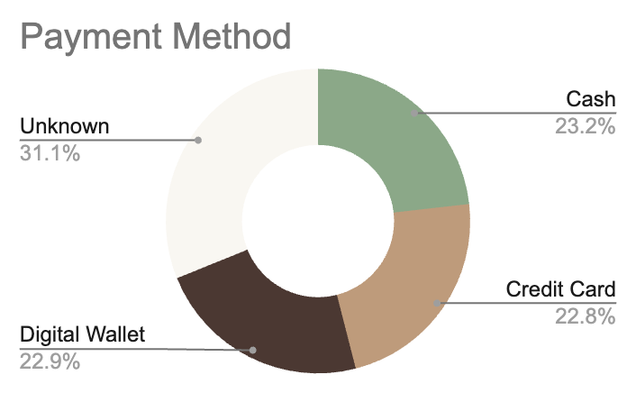 Payment Method
Cash
23.2%
Unknown
31.1%
Credit Card
22.8%
Digital Wallet
22.9%